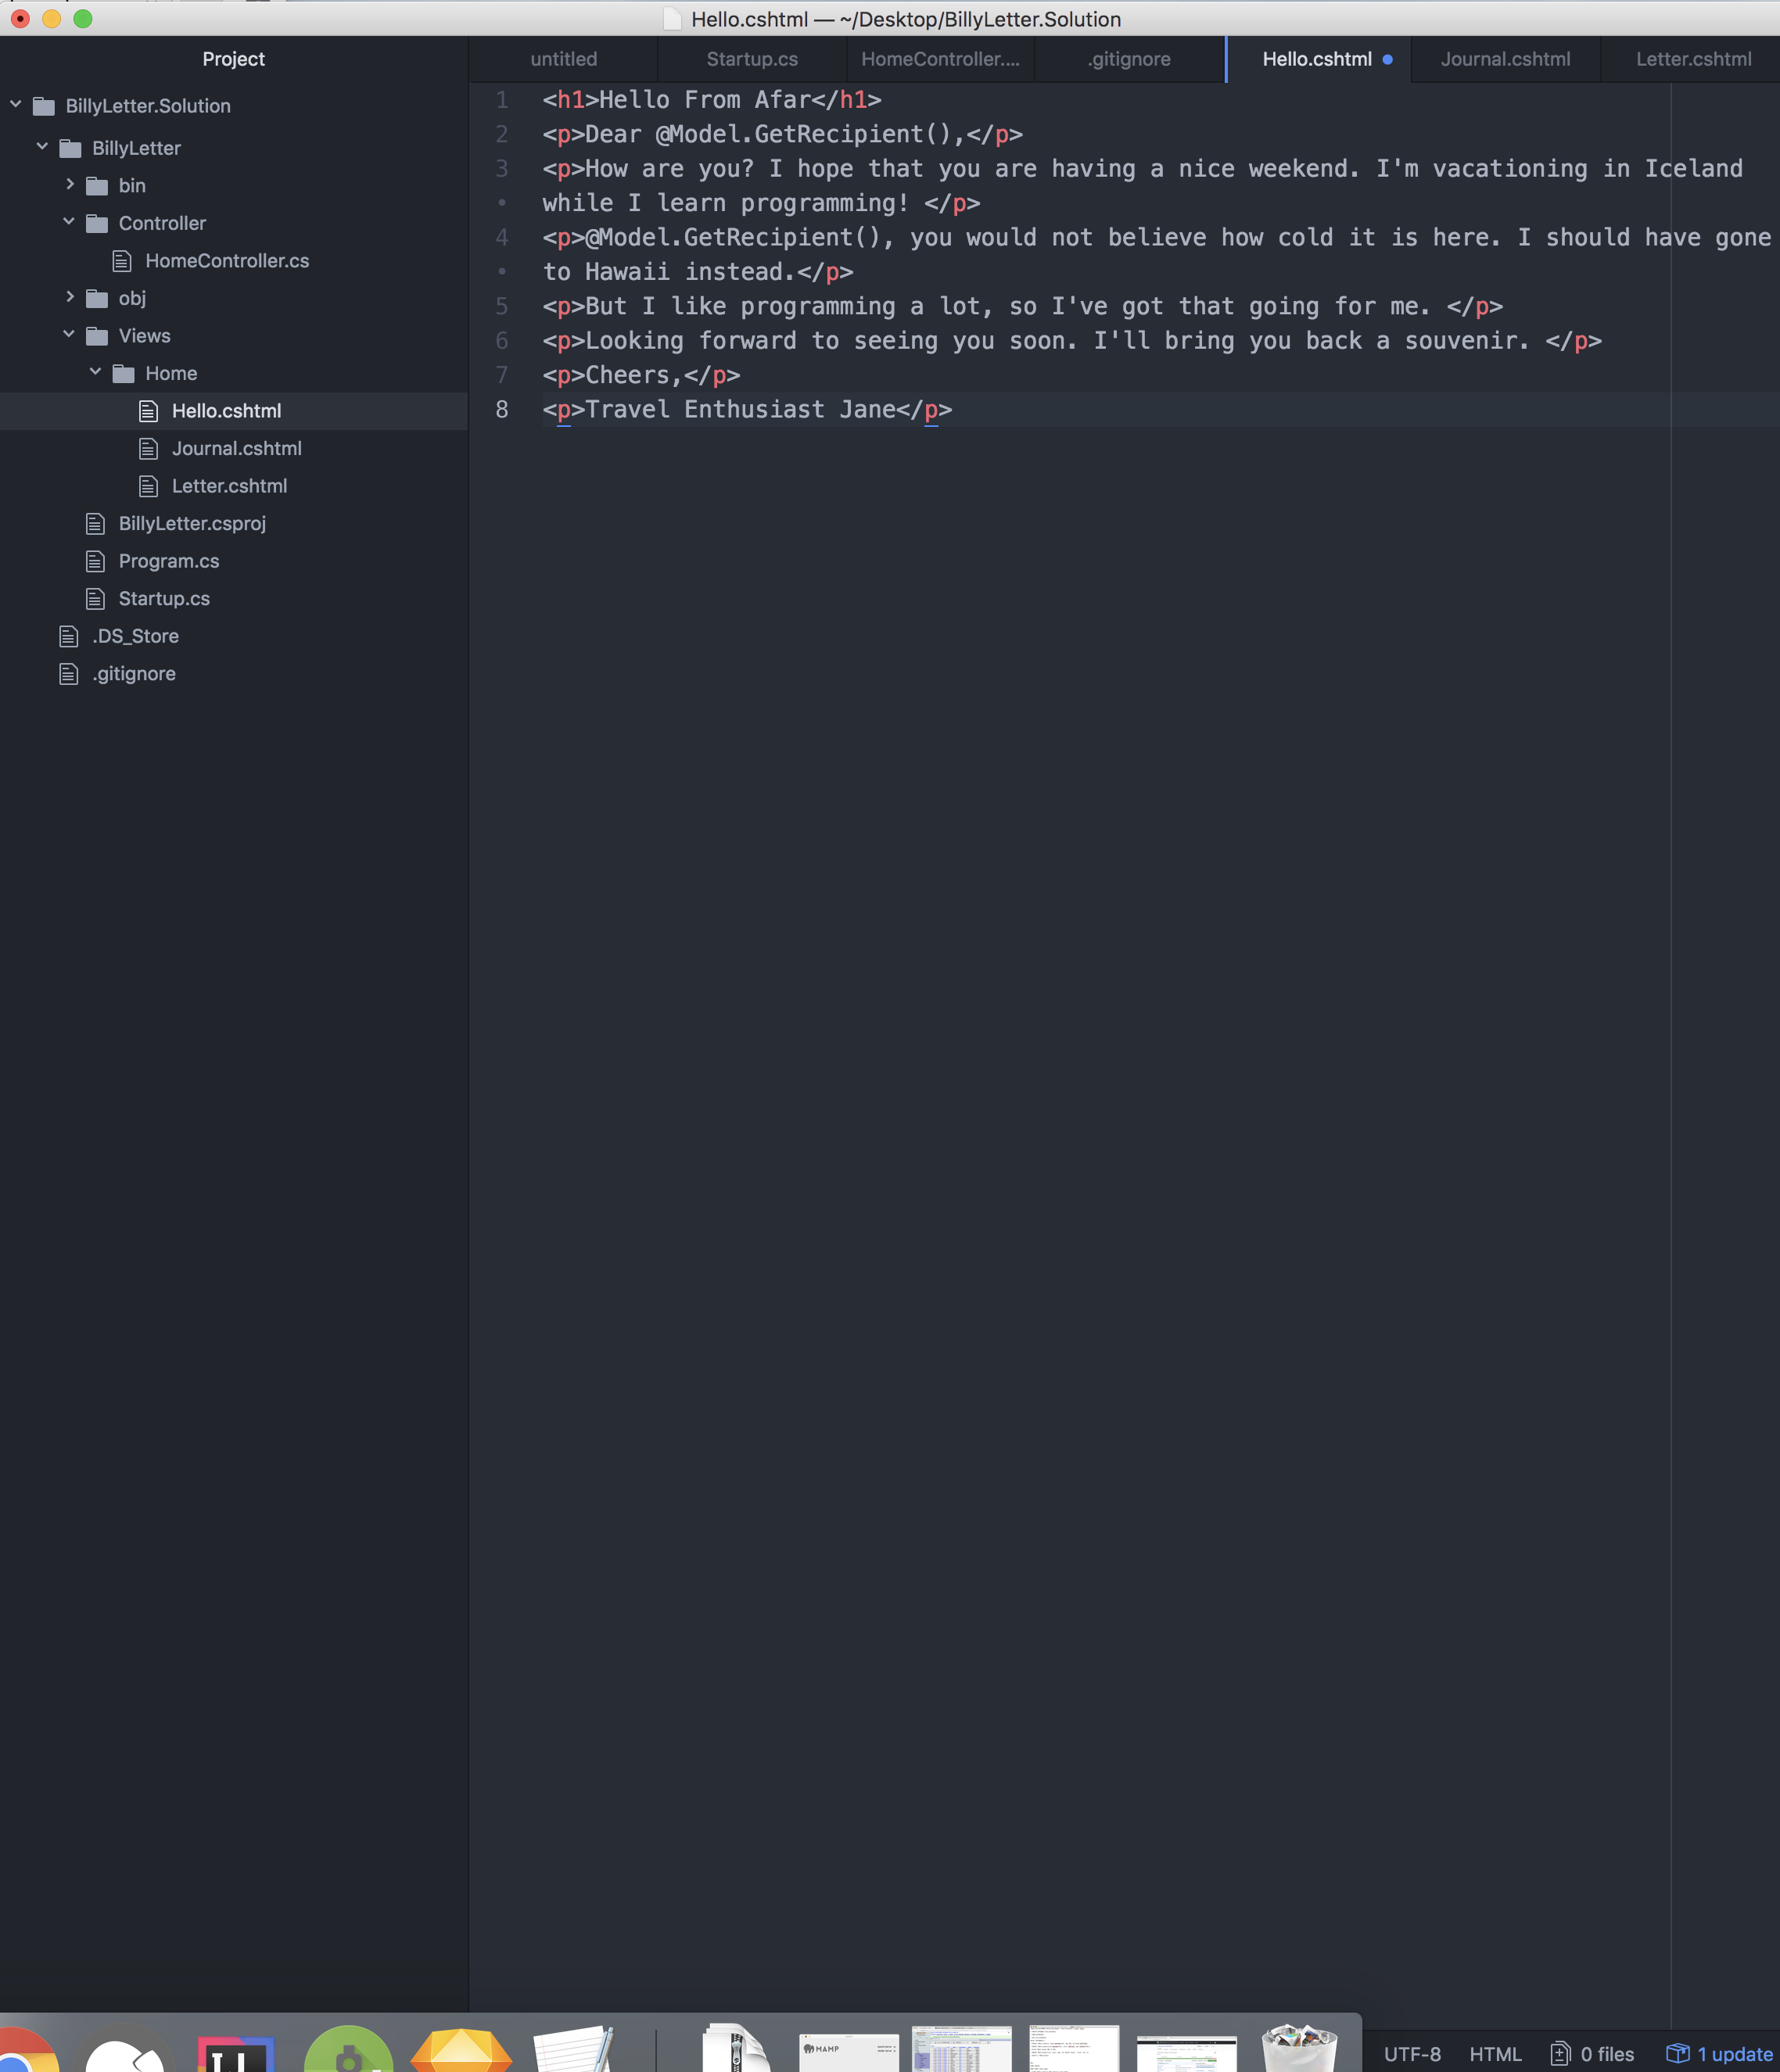 Hello.cshtml — ~/Desktop/BillyLetter.Solution
Project
untitled
Startup.cs
HomeController....
.gitignore
Hello.cshtml
Journal.cshtml
Letter.cshtml
BillyLetter.Solution
BillyLetter
bin
Controller
HomeController.cs
obj
Views
Home
Hello.cshtml
Journal.cshtml
Letter.cshtml
BillyLetter.csproj
Program.cs
Startup.cs
.DS_Store
.gitignore
1 <h1>Hello From Afar</h1>
2 <p>Dear @Model.GetRecipient(),</p>
3 <p>How are you? I hope that you are having a nice weekend. I'm vacationing in Iceland
• while I learn programming! </p>
4 <p>@Model.GetRecipient(), you would not believe how cold it is here. I should have gone
• to Hawaii instead.</p>
5 <p>But I like programming a lot, so I've got that going for me. </p>
6 <p>Looking forward to seeing you soon. I'll bring you back a souvenir. </p>
7 <p>Cheers,</p>
8 <p>Travel Enthusiast Jane</p>
IJ
MAMP
UTF-8
HTML
0 files
1 update